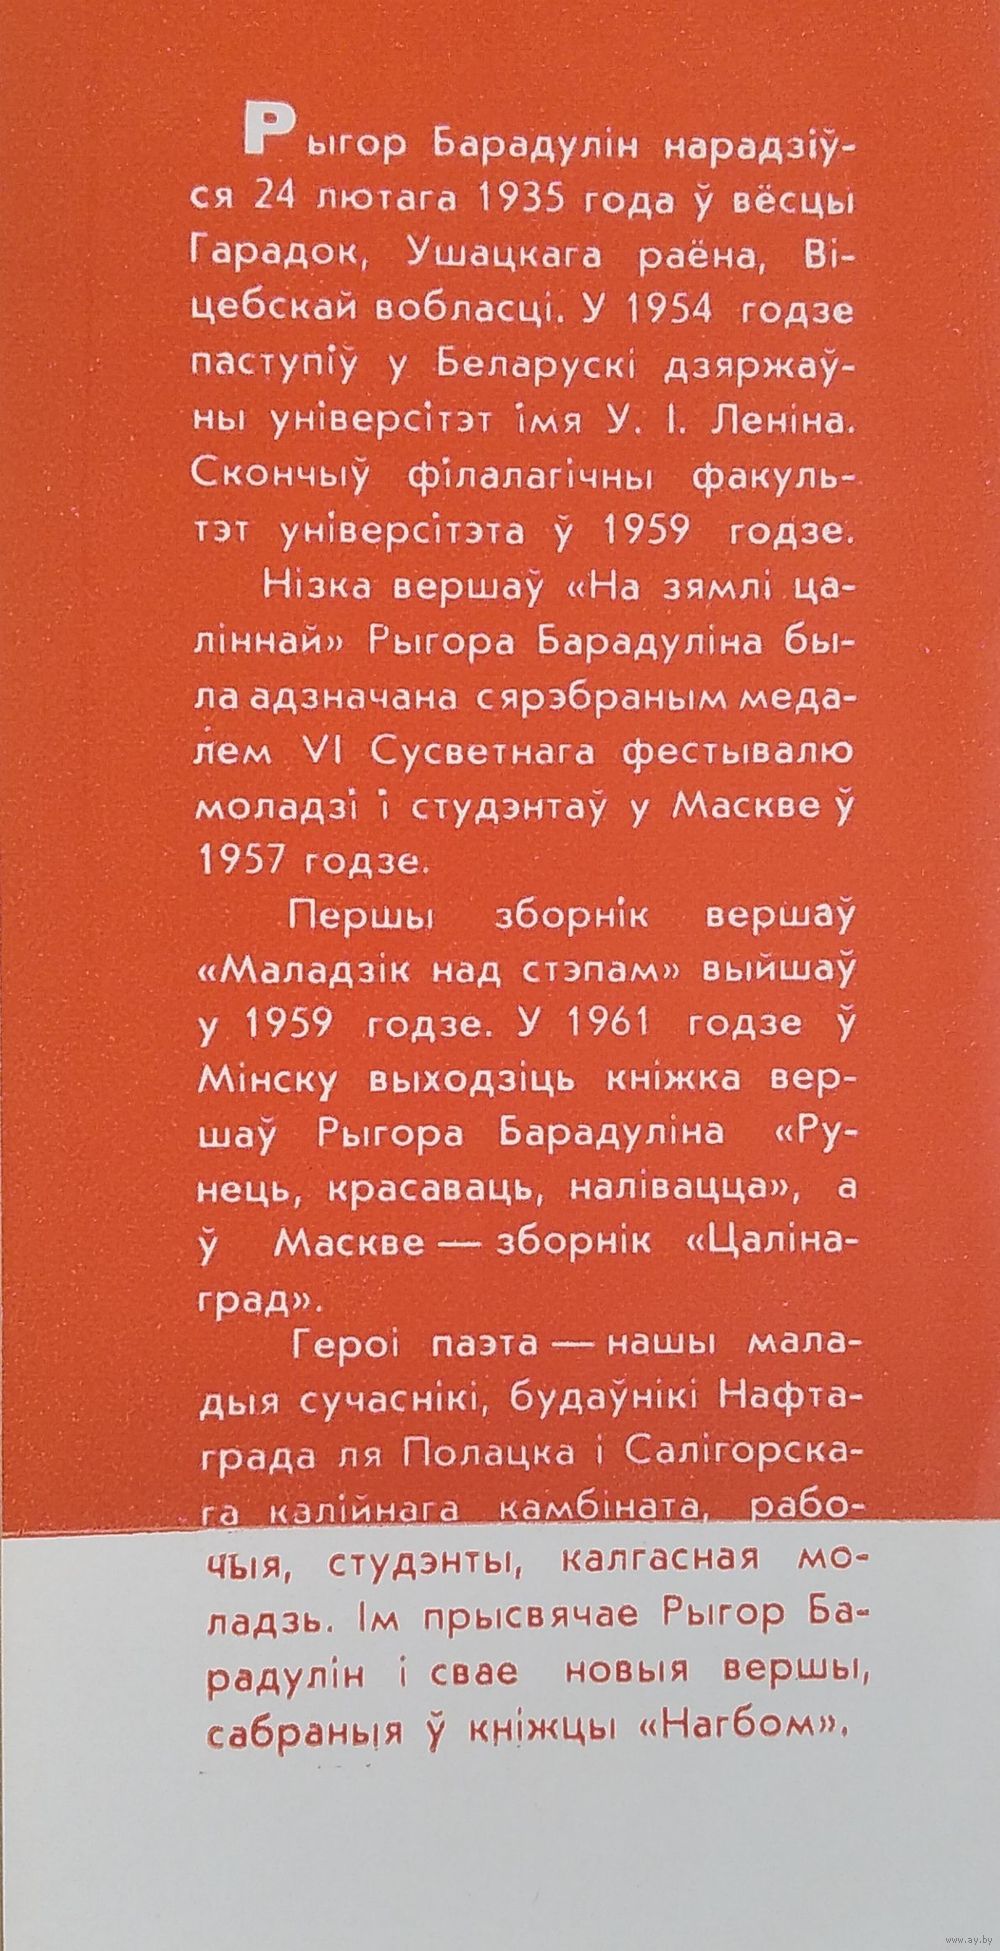 Рыгор Барадулін нарадзіў-
ся 24 лютага 1935 года ў вёсцы
Гарадок, Ушацкага раёна, Ві-
цебскай вобласці. У 1954 годзе
паступіў у Беларускі дзяржаў-
ны універсітэт імя У. І. Леніна.
Скончыў філалагічны факуль-
тэт універсітэта ў 1959 годзе.
Нізка вершаў «На зямлі ца-
ліннай» Рыгора Барадуліна бы-
ла адзначана сярэбраным меда-
лем VI Сусветнага фестывалю
моладзі і студэнтаў у Маскве ў
1957 годзе.
Першы зборнік вершаў
«Маладзік над стэпам» выйшаў
у 1959 годзе. У 1961 годзе ў
Мінску выходзіць кніжка вер-
шаў Рыгора Барадуліна «Ру-
нець, красаваць, налівацца», а
ў Маскве — зборнік «Цаліна-
град».
Героі паэта — нашы мала-
дыя сучаснікі, будаўнікі Нафта-
града ля Полацка і Салігорска-
га калійнага камбіната, рабо-
чыя, студэнты, калгасная мо-
ладзь. Ім прысвячае Рыгор Ба-
радулін і свае новыя вершы,
сабраныя ў кніжцы «Нагбом».
www.ay.by